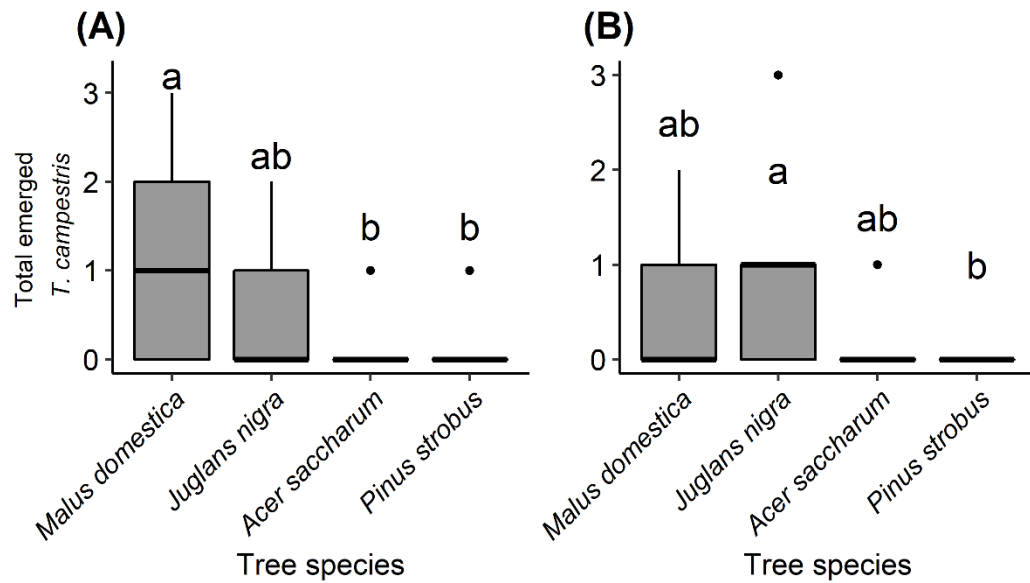 (A)
(B)
Total emerged
T. campestris
3
2
1
0
a
ab
b
b
3
2
1
0
ab
a
ab
b
Malus domestica
Juglans nigra
Acer saccharum
Pinus strobus
Malus domestica
Juglans nigra
Acer saccharum
Pinus strobus
Tree species
Tree species